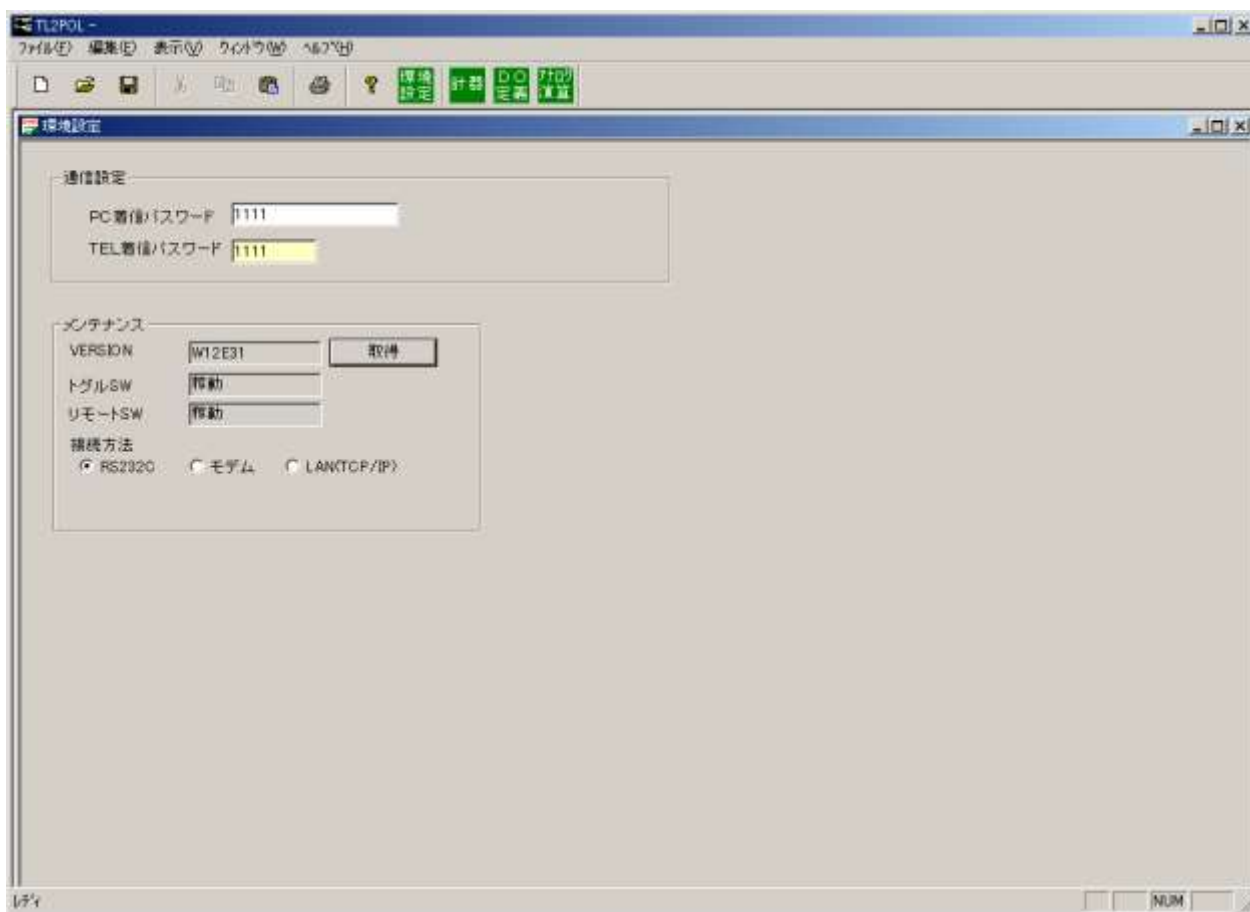 TL2POL -
ファイル(F) 編集(E) 表示(V) ウィンドウ(W) ヘルプ(H)
環境設定 計器 DO定義 アナログ演算
環境設定
通信設定
PC着信パスワード 1111
TEL着信パスワード 1111
メンテナンス
VERSION W12E31 取得
トグルSW 稼動
リモートSW 稼動
接続方法
RS232C モデム LAN(TCP/IP)
レディ NUM